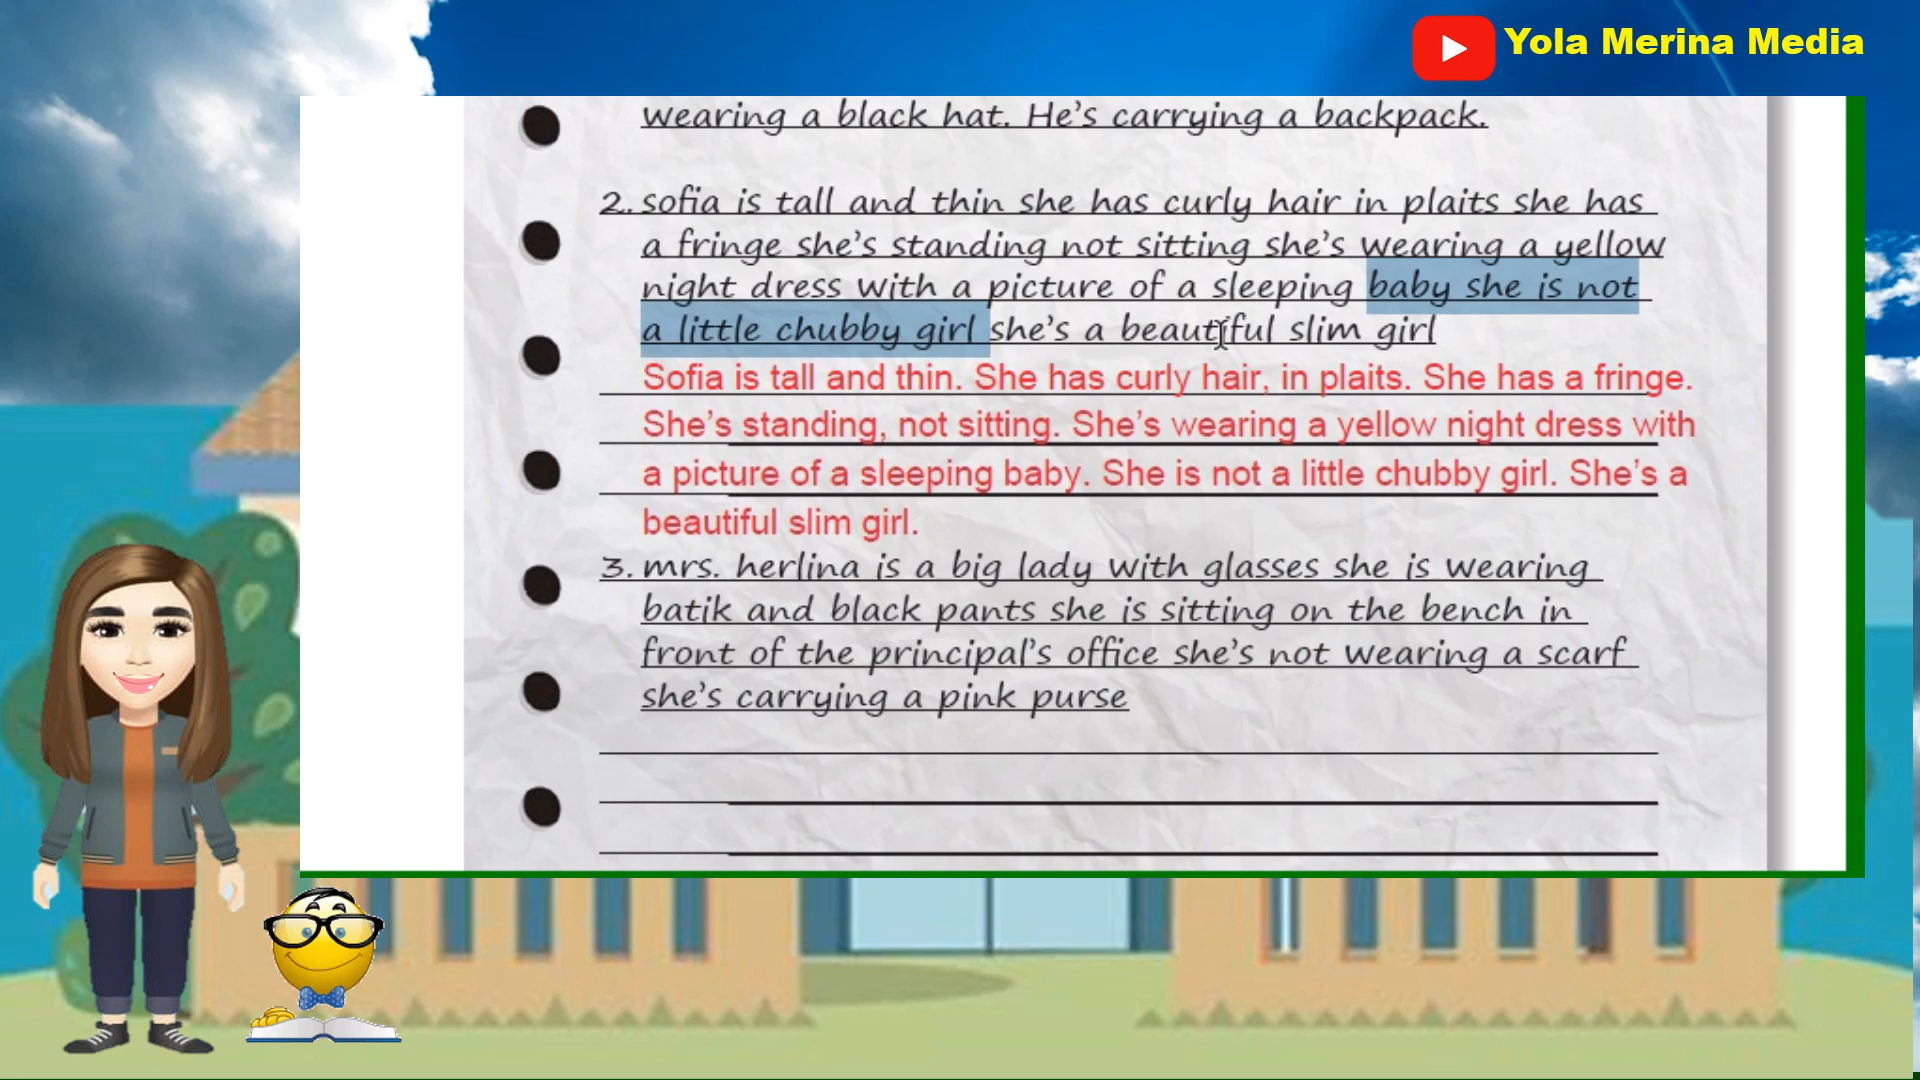 Yola Merina Media
wearing a black hat. He's carrying a backpack.
2. sofia is tall and thin she has curly hair in plaits she has
a fringe she's standing not sitting she's wearing a yellow
night dress with a picture of a sleeping baby she is not
a little chubby girl she's a beautiful slim girl
Sofia is tall and thin. She has curly hair, in plaits. She has a fringe.
She's standing, not sitting. She's wearing a yellow night dress with
a picture of a sleeping baby. She is not a little chubby girl. She's a
beautiful slim girl.
3. mrs. herlina is a big lady with glasses she is wearing
batik and black pants she is sitting on the bench in
front of the principal's office she's not wearing a scarf
she's carrying a pink purse